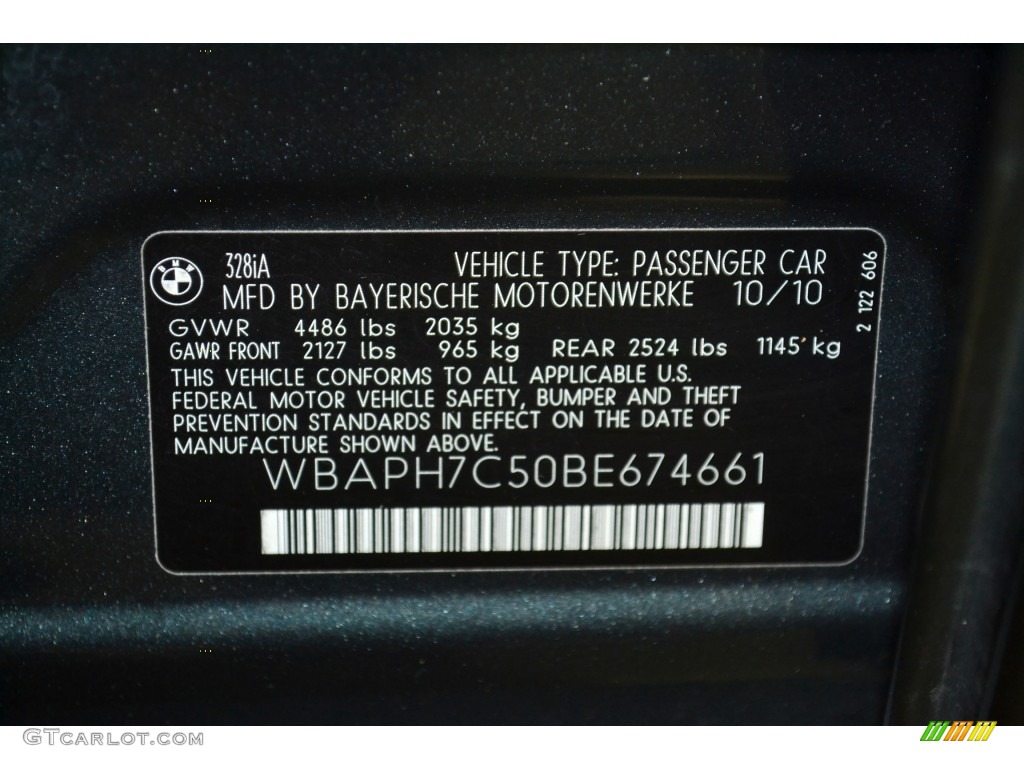 BMW
328iA VEHICLE TYPE: PASSENGER CAR
MFD BY BAYERISCHE MOTORENWERKE 10/10
GVWR 4486 lbs 2035 kg
GAWR FRONT 2127 lbs 965 kg REAR 2524 lbs 1145 kg
THIS VEHICLE CONFORMS TO ALL APPLICABLE U.S.
FEDERAL MOTOR VEHICLE SAFETY, BUMPER AND THEFT
PREVENTION STANDARDS IN EFFECT ON THE DATE OF
MANUFACTURE SHOWN ABOVE.
WBAPH7C50BE674661
2 122 606
GTCARLOT.COM